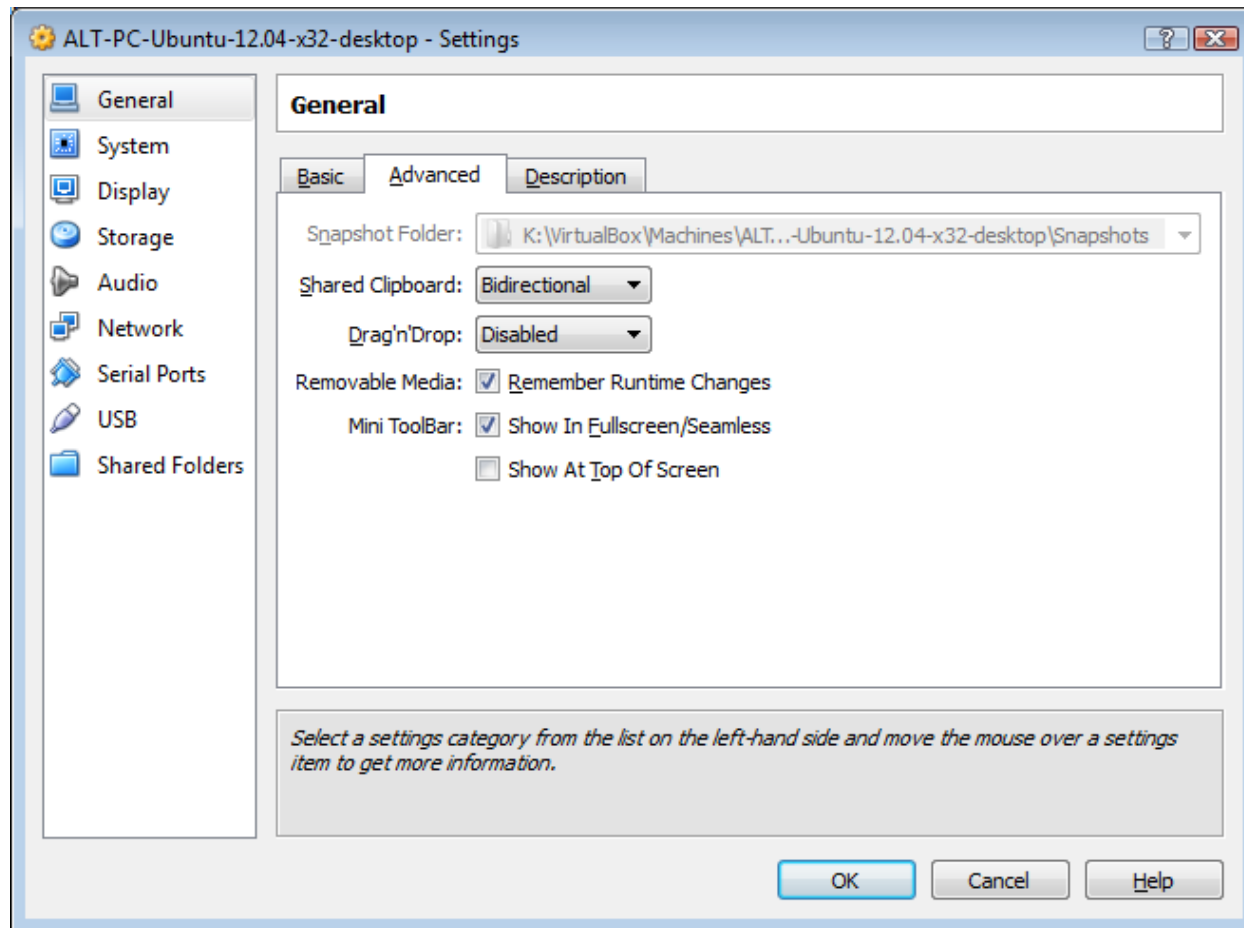 ALT-PC-Ubuntu-12.04-x32-desktop - Settings
General
System
Display
Storage
Audio
Network
Serial Ports
USB
Shared Folders
General
Basic
Advanced
Description
Snapshot Folder: K:\VirtualBox\Machines\ALT...-Ubuntu-12.04-x32-desktop\Snapshots
Shared Clipboard: Bidirectional
Drag'n'Drop: Disabled
Removable Media: Remember Runtime Changes
Mini ToolBar: Show In Fullscreen/Seamless
Show At Top Of Screen
Select a settings category from the list on the left-hand side and move the mouse over a settings
item to get more information.
OK
Cancel
Help